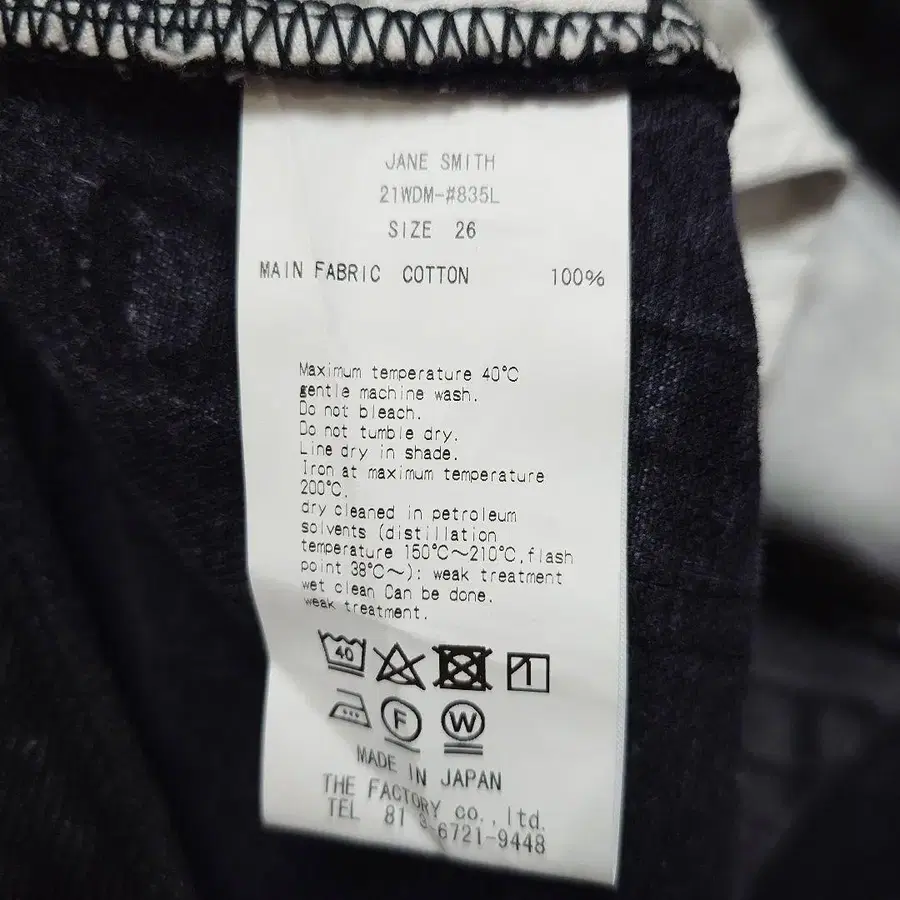 JANE SMITH
21WDM-#835L
SIZE 26
MAIN FABRIC COTTON 100%
Maximum temperature 40℃
gentle machine wash.
Do not bleach.
Do not tumble dry.
Line dry in shade.
Iron at maximum temperature
200℃.
dry cleaned in petroleum
solvents (distillation
temperature 150℃～210℃,flash
point 38℃～): weak treatment
wet clean Can be done.
weak treatment.
40
F W
MADE IN JAPAN
THE FACTORY co.,ltd.
TEL 81 3 6721-9448